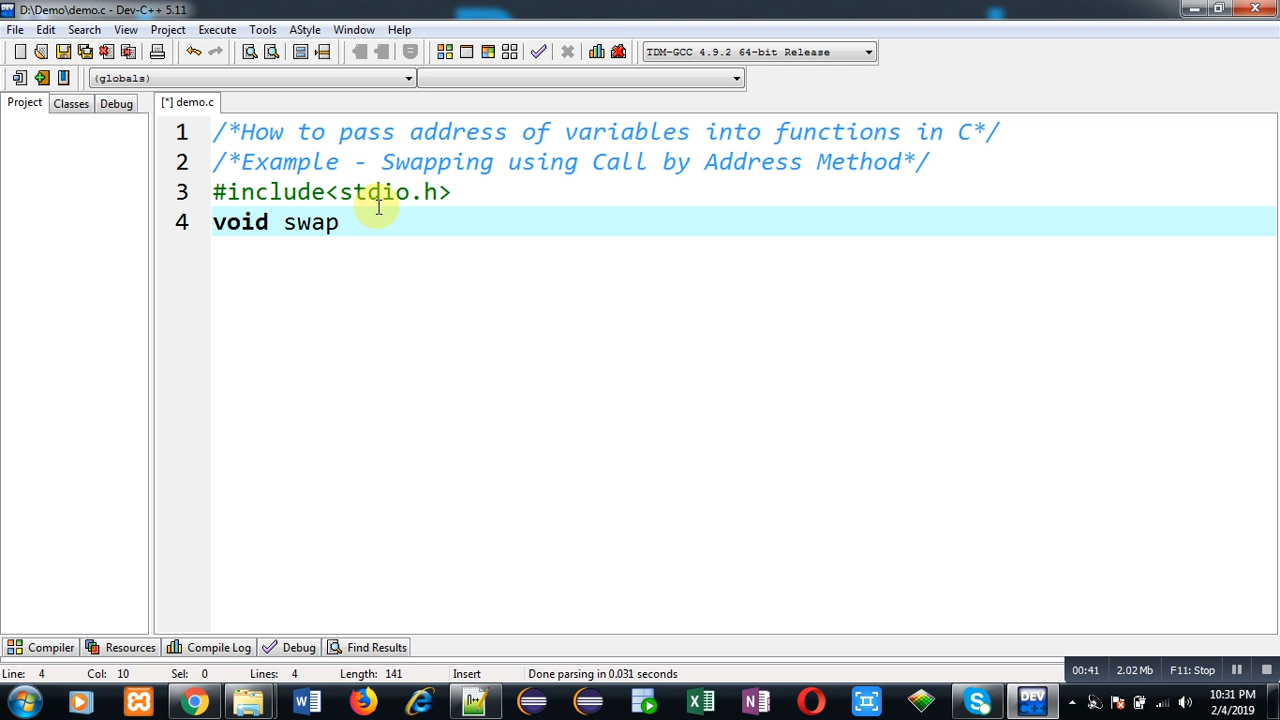 D:\Demo\demo.c - Dev-C++ 5.11
File Edit Search View Project Execute Tools AStyle Window Help
TDM-GCC 4.9.2 64-bit Release
(globals)
Project Classes Debug [*] demo.c
1 /*How to pass address of variables into functions in C*/
2 /*Example - Swapping using Call by Address Method*/
3 #include<stdio.h>
4 void swap
Compiler Resources Compile Log Debug Find Results
Line: 4 Col: 10 Sel: 0 Lines: 4 Length: 141 Insert Done parsing in 0.031 seconds
00:41 2.02 Mb F11: Stop
DEV
10:31 PM
2/4/2019